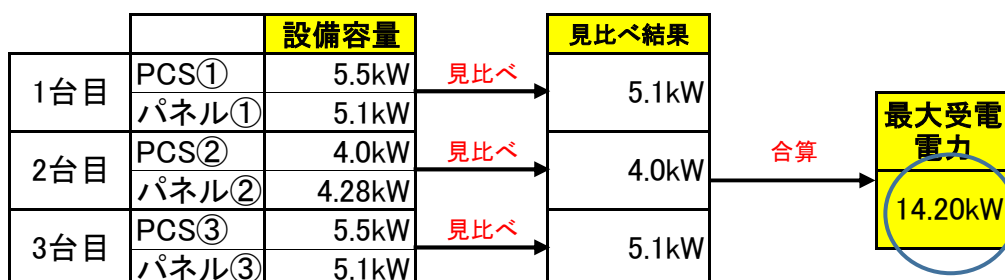 設備容量
見比べ結果
1台目
PCS①
5.5kW
見比べ
5.1kW
パネル①
5.1kW
2台目
PCS②
4.0kW
見比べ
4.0kW
パネル②
4.28kW
3台目
PCS③
5.5kW
見比べ
5.1kW
パネル③
5.1kW
合算
最大受電
電力
14.20kW